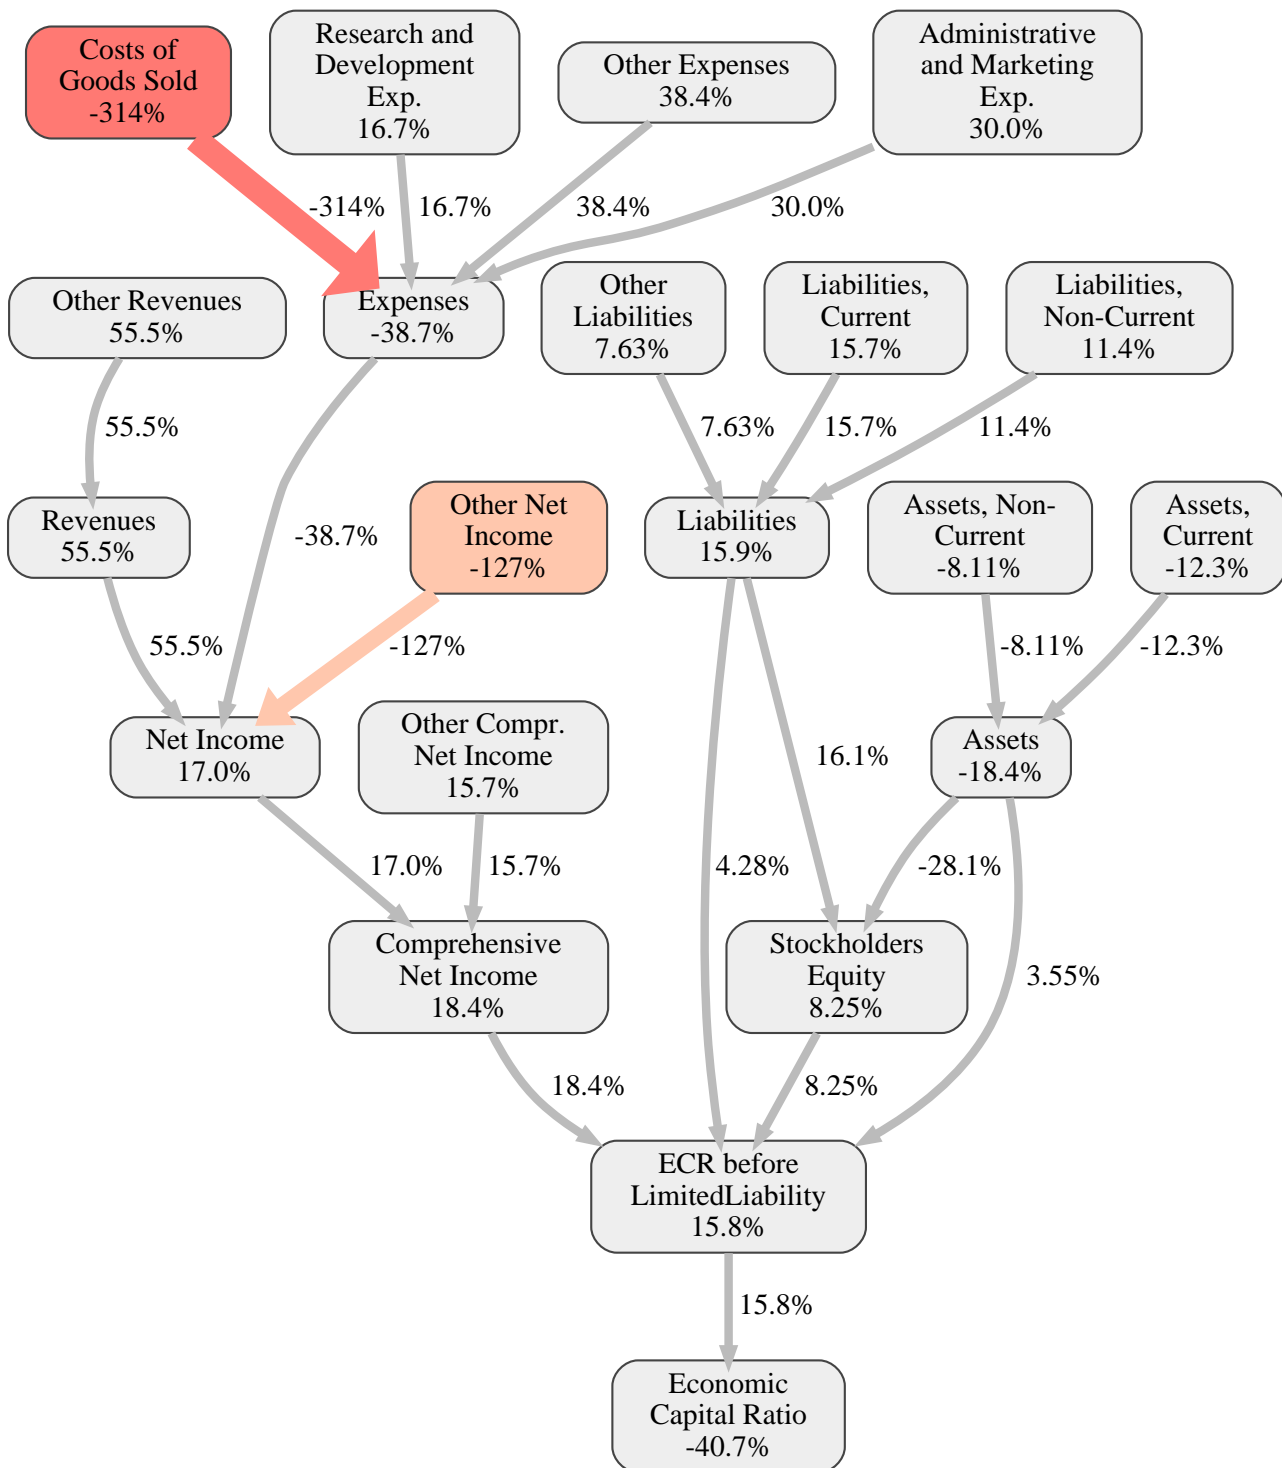 Costs of
Goods Sold
-314%
Research and
Development
Exp.
16.7%
Other Expenses
38.4%
Administrative
and Marketing
Exp.
30.0%
-314%
16.7%
38.4%
30.0%
Other Revenues
55.5%
Expenses
-38.7%
Other
Liabilities
7.63%
Liabilities,
Current
15.7%
Liabilities,
Non-Current
11.4%
55.5%
7.63%
15.7%
11.4%
Revenues
55.5%
-38.7%
Other Net
Income
-127%
Liabilities
15.9%
Assets, Non-
Current
-8.11%
Assets,
Current
-12.3%
55.5%
-127%
-8.11%
-12.3%
Net Income
17.0%
Other Compr.
Net Income
15.7%
16.1%
Assets
-18.4%
17.0%
15.7%
4.28%
-28.1%
Comprehensive
Net Income
18.4%
Stockholders
Equity
8.25%
3.55%
18.4%
8.25%
ECR before
LimitedLiability
15.8%
15.8%
Economic
Capital Ratio
-40.7%